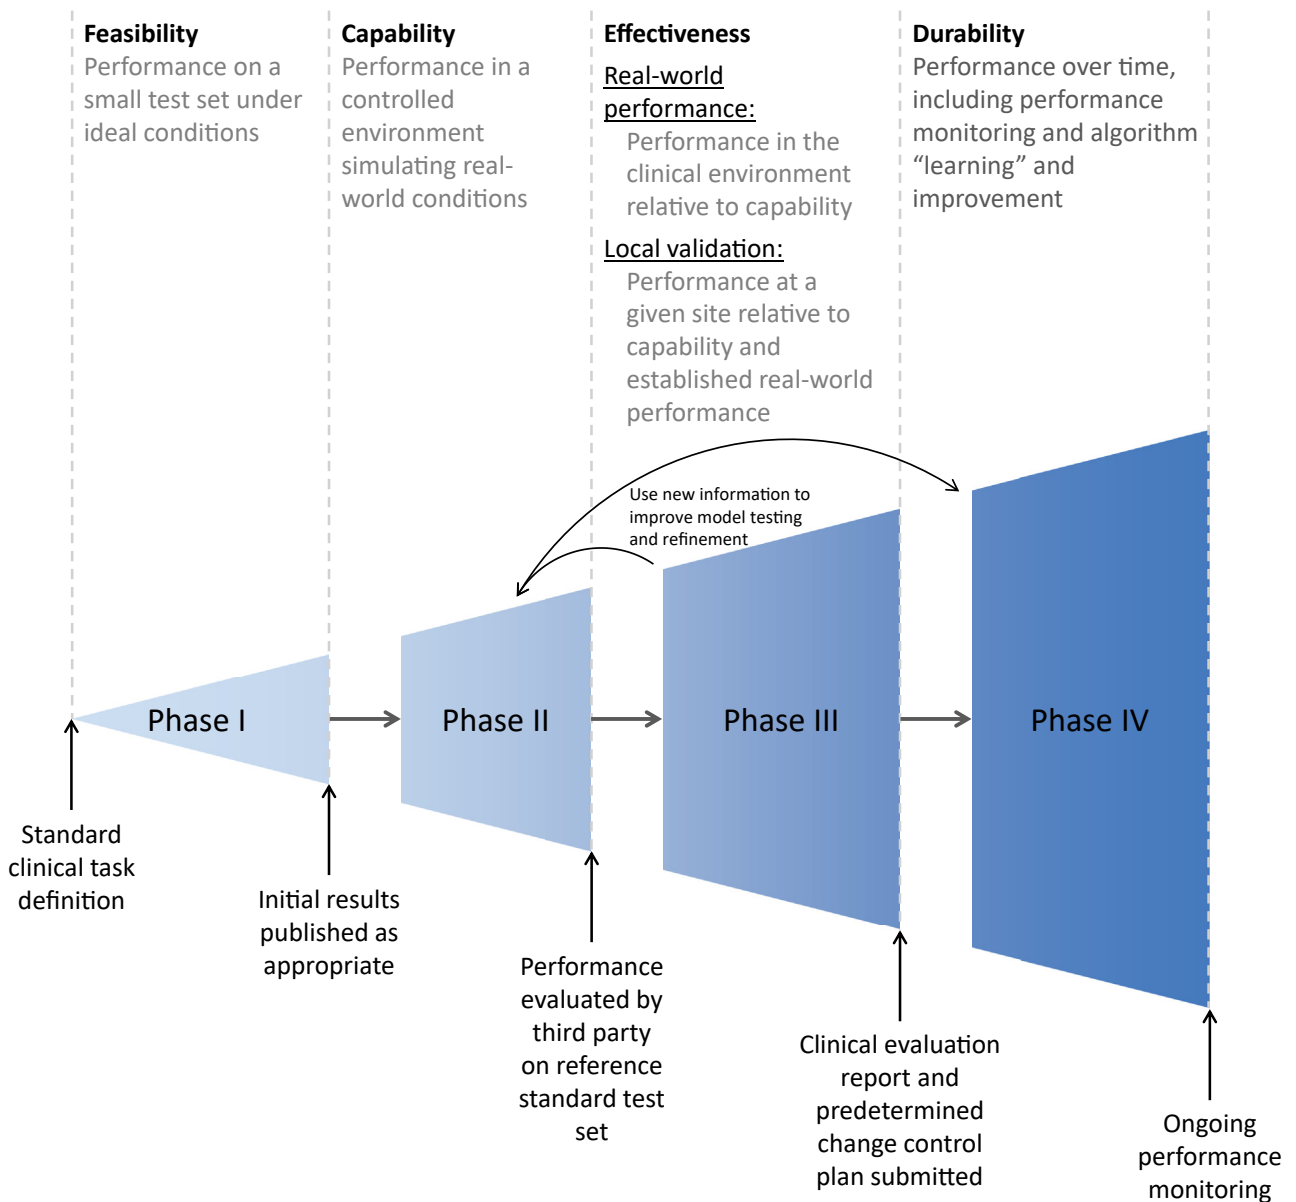 Feasibility
Performance on a
small test set under
ideal conditions
Capability
Performance in a
controlled
environment
simulating real-
world conditions
Effectiveness
Real-world
performance:
Performance in the
clinical environment
relative to capability
Local validation:
Performance at a
given site relative to
capability and
established real-world
performance
Durability
Performance over time,
including performance
monitoring and algorithm
“learning” and
improvement
Use new information to
improve model testing
and refinement
Phase I
Phase II
Phase III
Phase IV
Standard
clinical task
definition
Initial results
published as
appropriate
Performance
evaluated by
third party
on reference
standard test
set
Clinical evaluation
report and
predetermined
change control
plan submitted
Ongoing
performance
monitoring